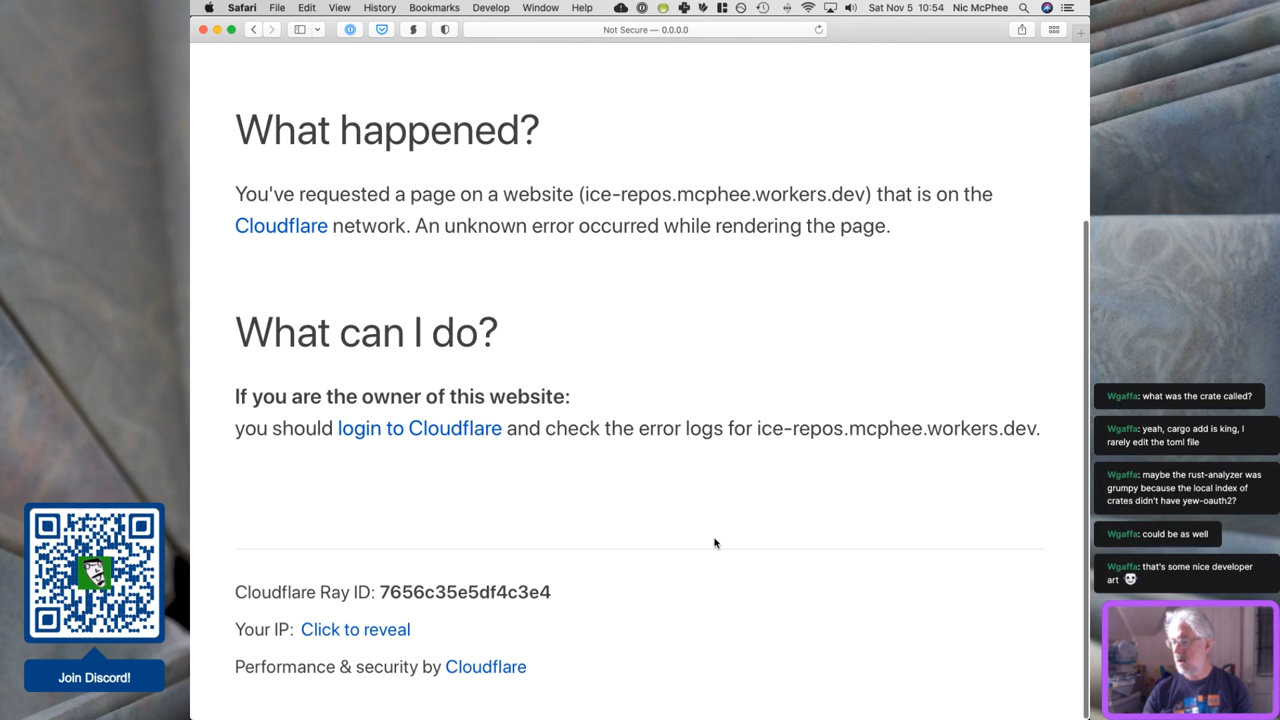 Safari File Edit View History Bookmarks Develop Window Help Sat Nov 5 10:54 Nic McPhee
Not Secure — 0.0.0.0
What happened?
You've requested a page on a website (ice-repos.mcphee.workers.dev) that is on the
Cloudflare network. An unknown error occurred while rendering the page.
What can I do?
If you are the owner of this website:
you should login to Cloudflare and check the error logs for ice-repos.mcphee.workers.dev.
Cloudflare Ray ID: 7656c35e5df4c3e4
Your IP: Click to reveal
Performance & security by Cloudflare
Wgaffa: what was the crate called?
Wgaffa: yeah, cargo add is king, I
rarely edit the toml file
Wgaffa: maybe the rust-analyzer was
grumpy because the local index of
crates didn't have yew-oauth2?
Wgaffa: could be as well
Wgaffa: that's some nice developer
art
Join Discord!